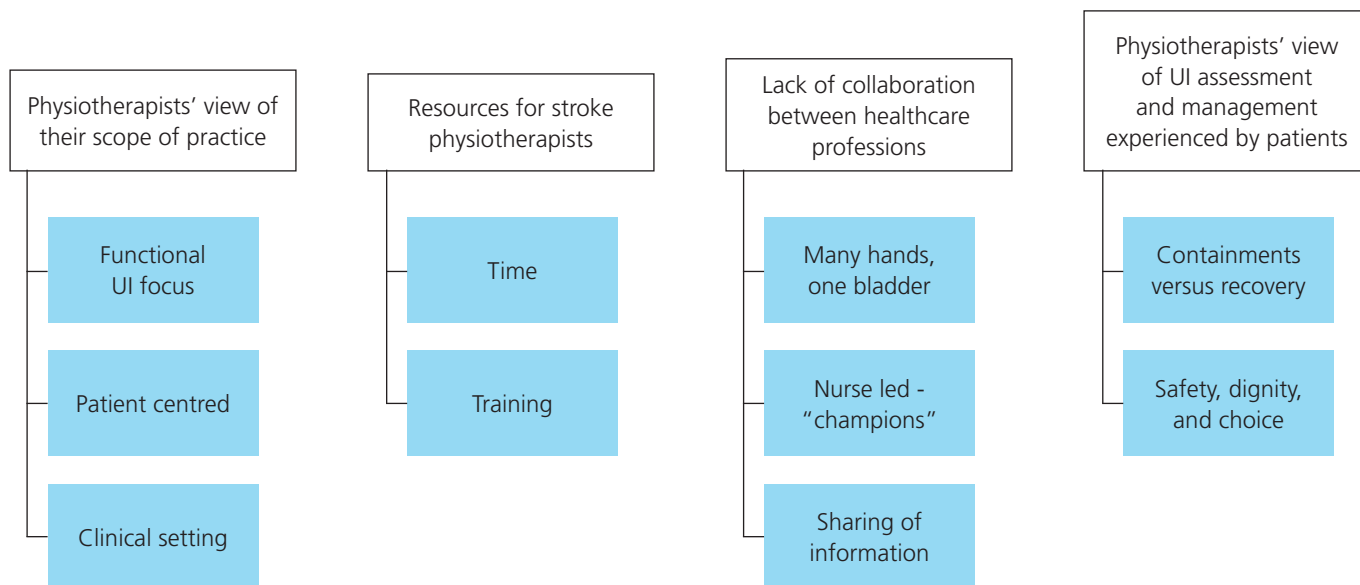 Physiotherapists’ view of
their scope of practice
Functional
UI focus
Patient centred
Clinical setting
Resources for stroke
physiotherapists
Time
Training
Lack of collaboration
between healthcare
professions
Many hands,
one bladder
Nurse led -
“champions”
Sharing of
information
Physiotherapists’ view
of UI assessment
and management
experienced by patients
Containments
versus recovery
Safety, dignity,
and choice